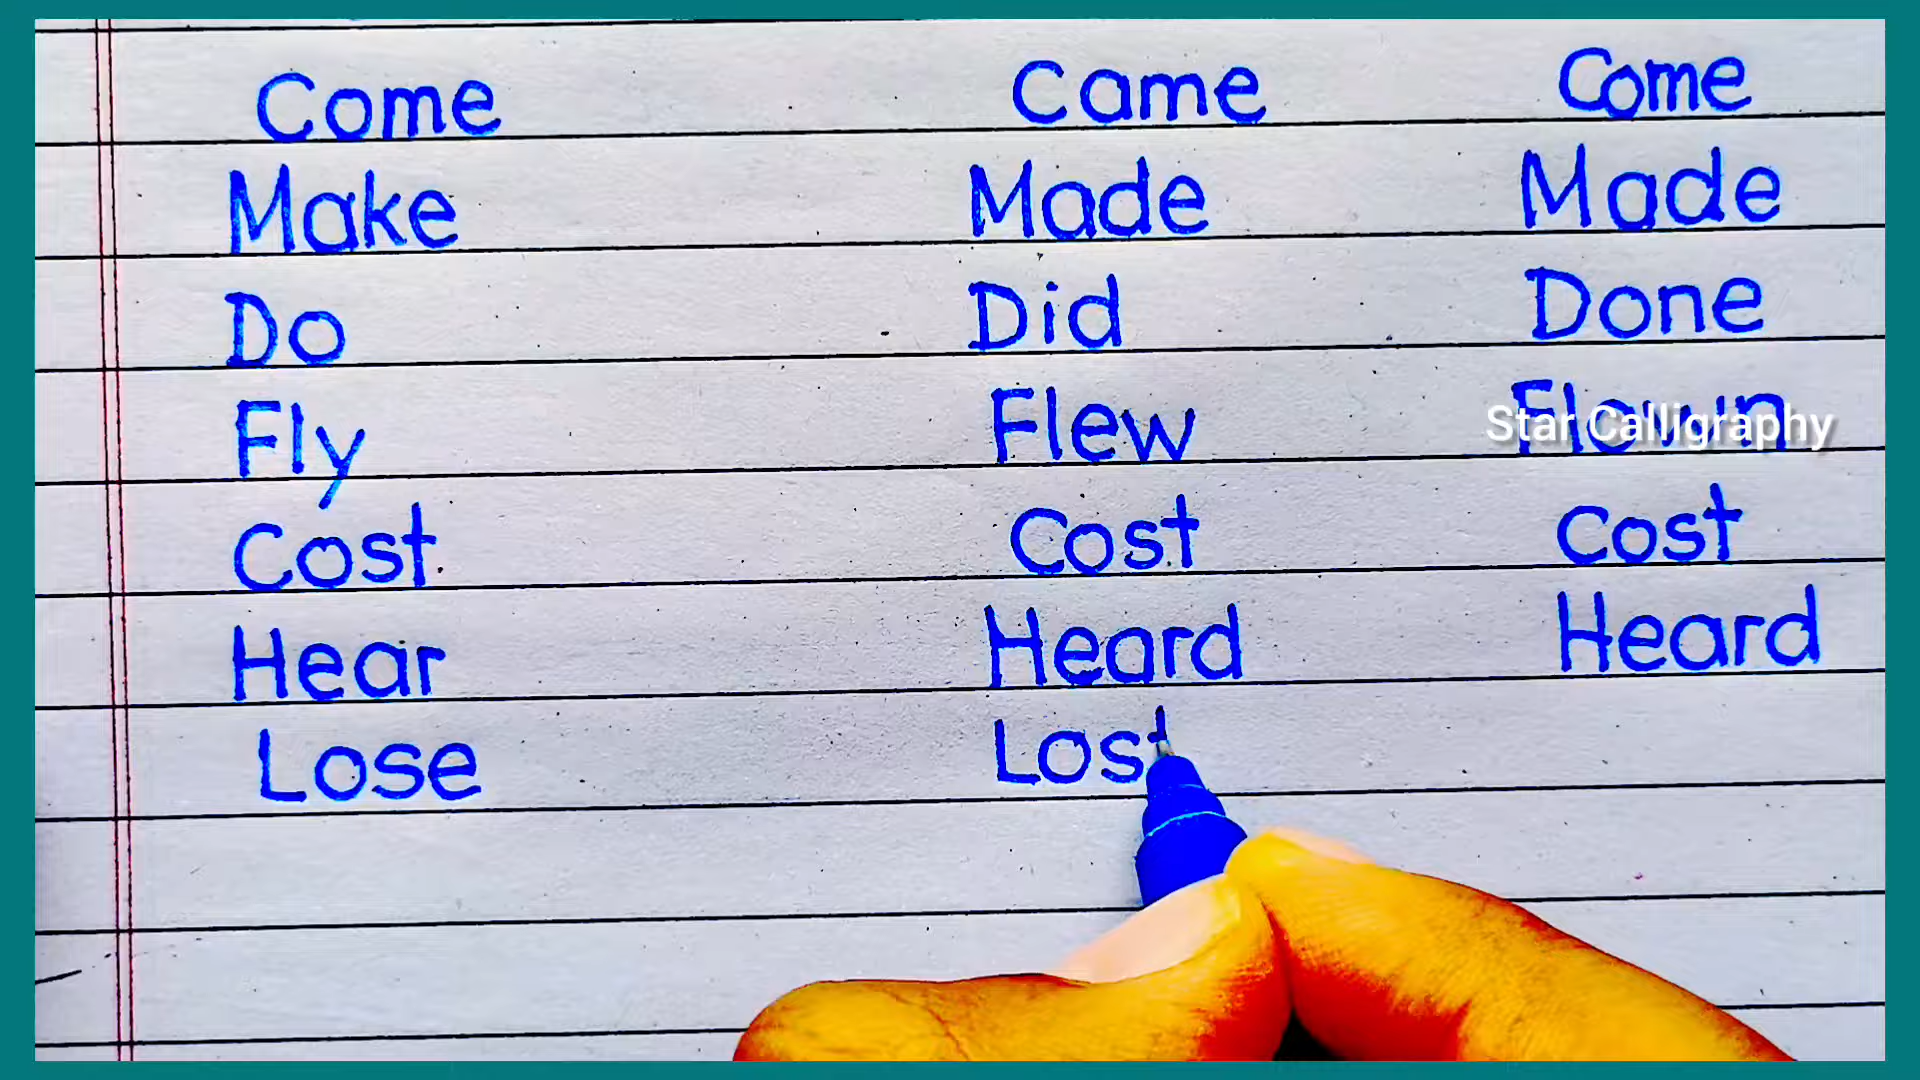 Come Came Come
Make Made Made
Do Did Done
Fly Flew Flown
Star Calligraphy
Cost Cost Cost
Hear Heard Heard
Lose Lost